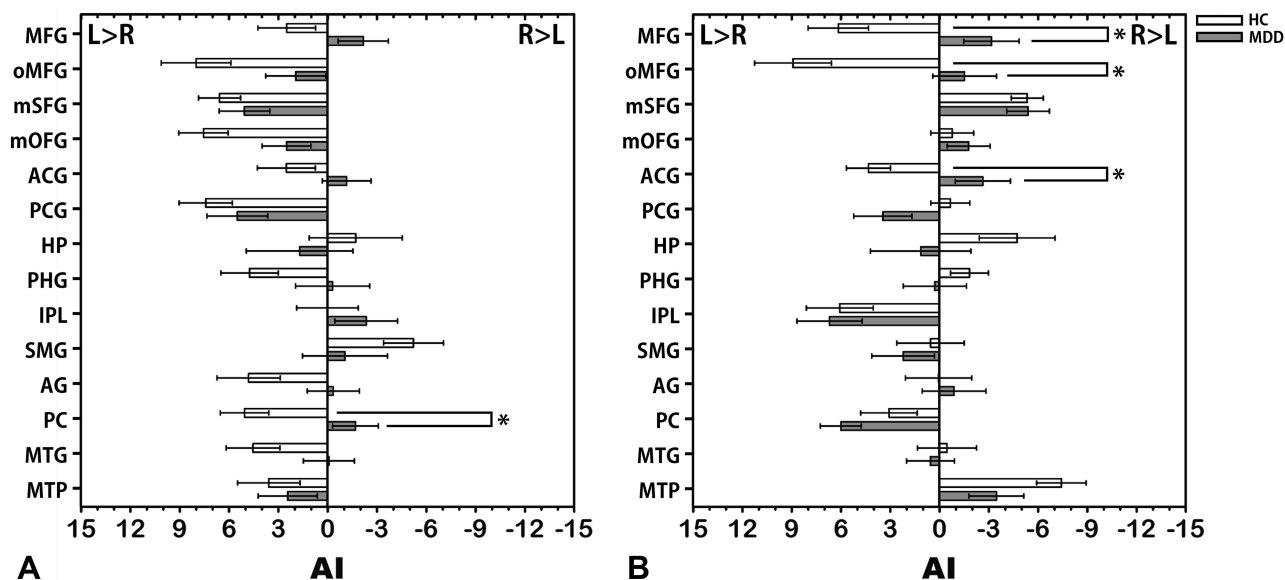 L>R R>L
MFG
oMFG
mSFG
mOFG
ACG
PCG
HP
PHG
IPL
SMG
AG
PC *
MTG
MTP
15 12 9 6 3 0 -3 -6 -9 -12 -15
A AI
L>R * R>L
MFG
oMFG *
mSFG
mOFG
ACG *
PCG
HP
PHG
IPL
SMG
AG
PC
MTG
MTP
15 12 9 6 3 0 -3 -6 -9 -12 -15
B AI
HC
MDD